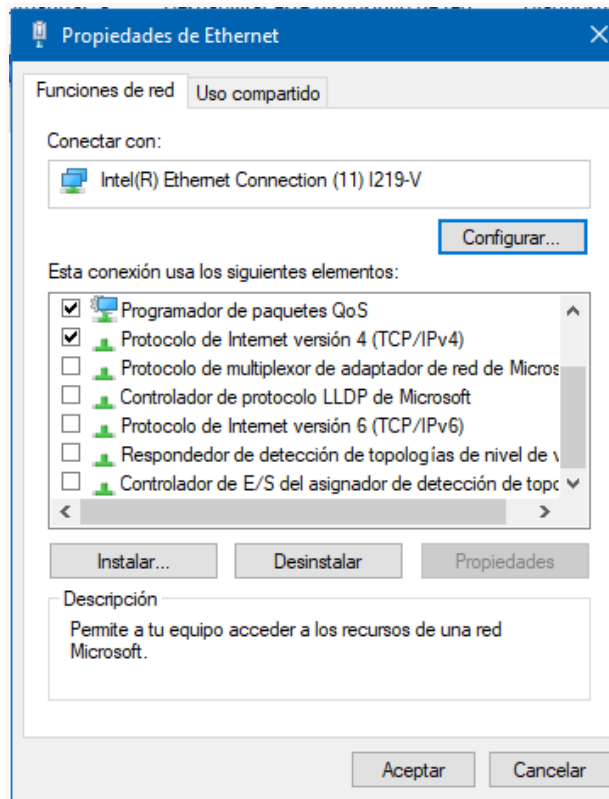 Propiedades de Ethernet
Funciones de red
Uso compartido
Conectar con:
Intel(R) Ethernet Connection (11) I219-V
Configurar...
Esta conexión usa los siguientes elementos:
Programador de paquetes QoS
Protocolo de Internet versión 4 (TCP/IPv4)
Protocolo de multiplexor de adaptador de red de Micros
Controlador de protocolo LLDP de Microsoft
Protocolo de Internet versión 6 (TCP/IPv6)
Respondedor de detección de topologías de nivel de v
Controlador de E/S del asignador de detección de topo
Instalar...
Desinstalar
Propiedades
Descripción
Permite a tu equipo acceder a los recursos de una red
Microsoft.
Aceptar
Cancelar